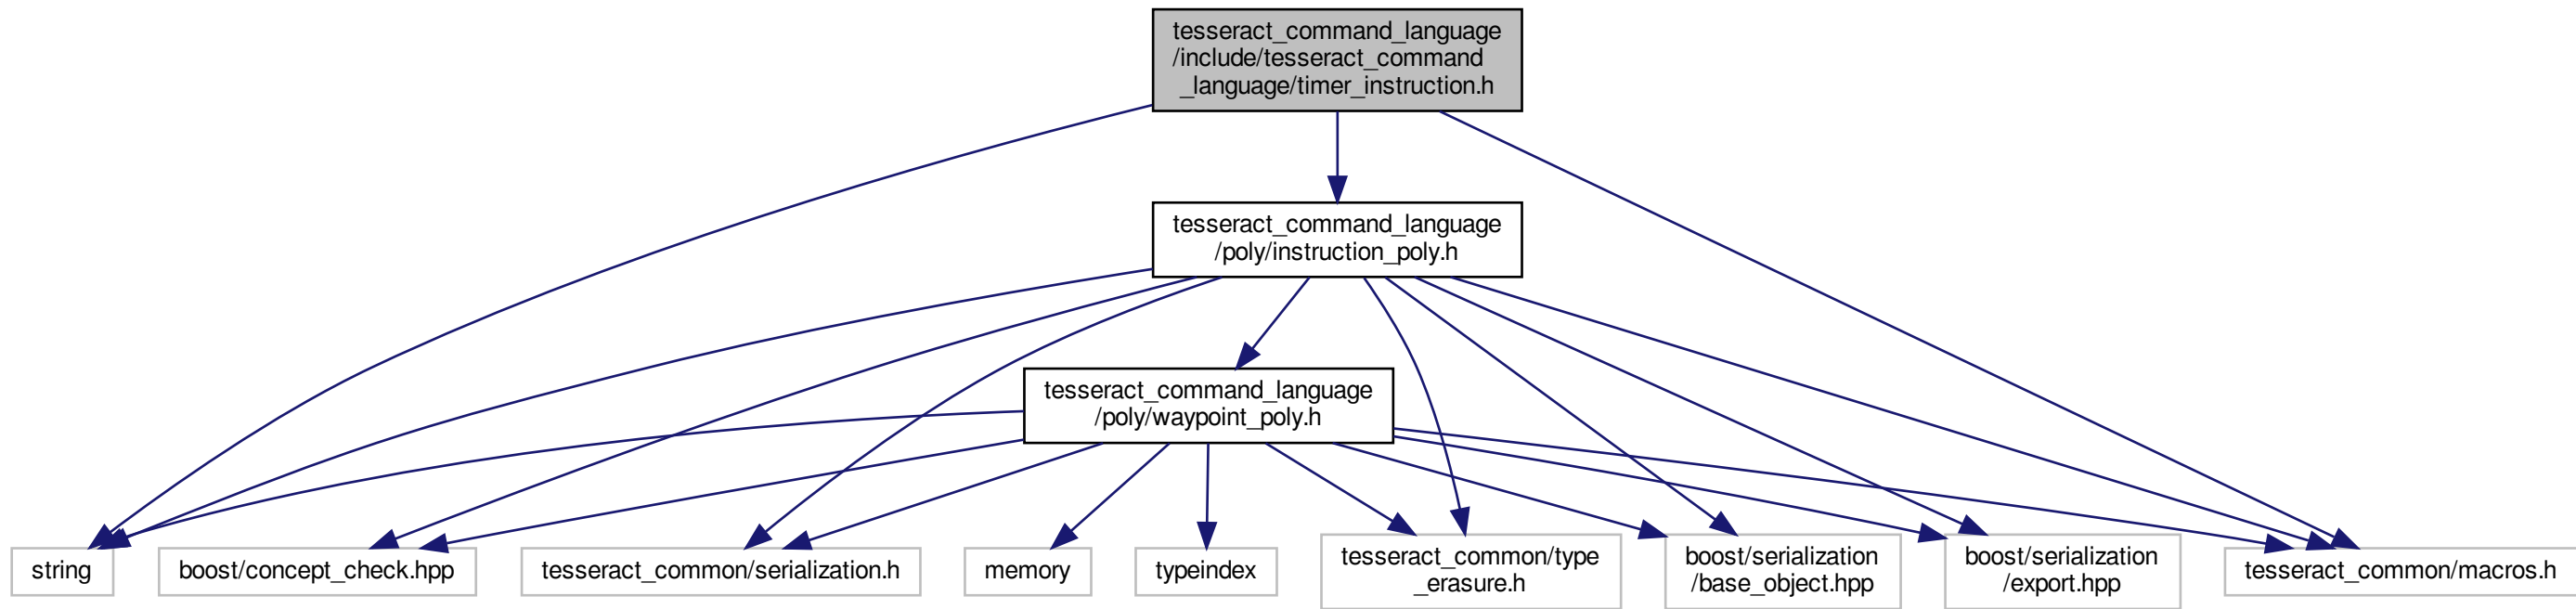 tesseract_command_language
/include/tesseract_command
_language/timer_instruction.h
tesseract_command_language
/poly/instruction_poly.h
tesseract_command_language
/poly/waypoint_poly.h
string
boost/concept_check.hpp
tesseract_common/serialization.h
memory
typeindex
tesseract_common/type
_erasure.h
boost/serialization
/base_object.hpp
boost/serialization
/export.hpp
tesseract_common/macros.h